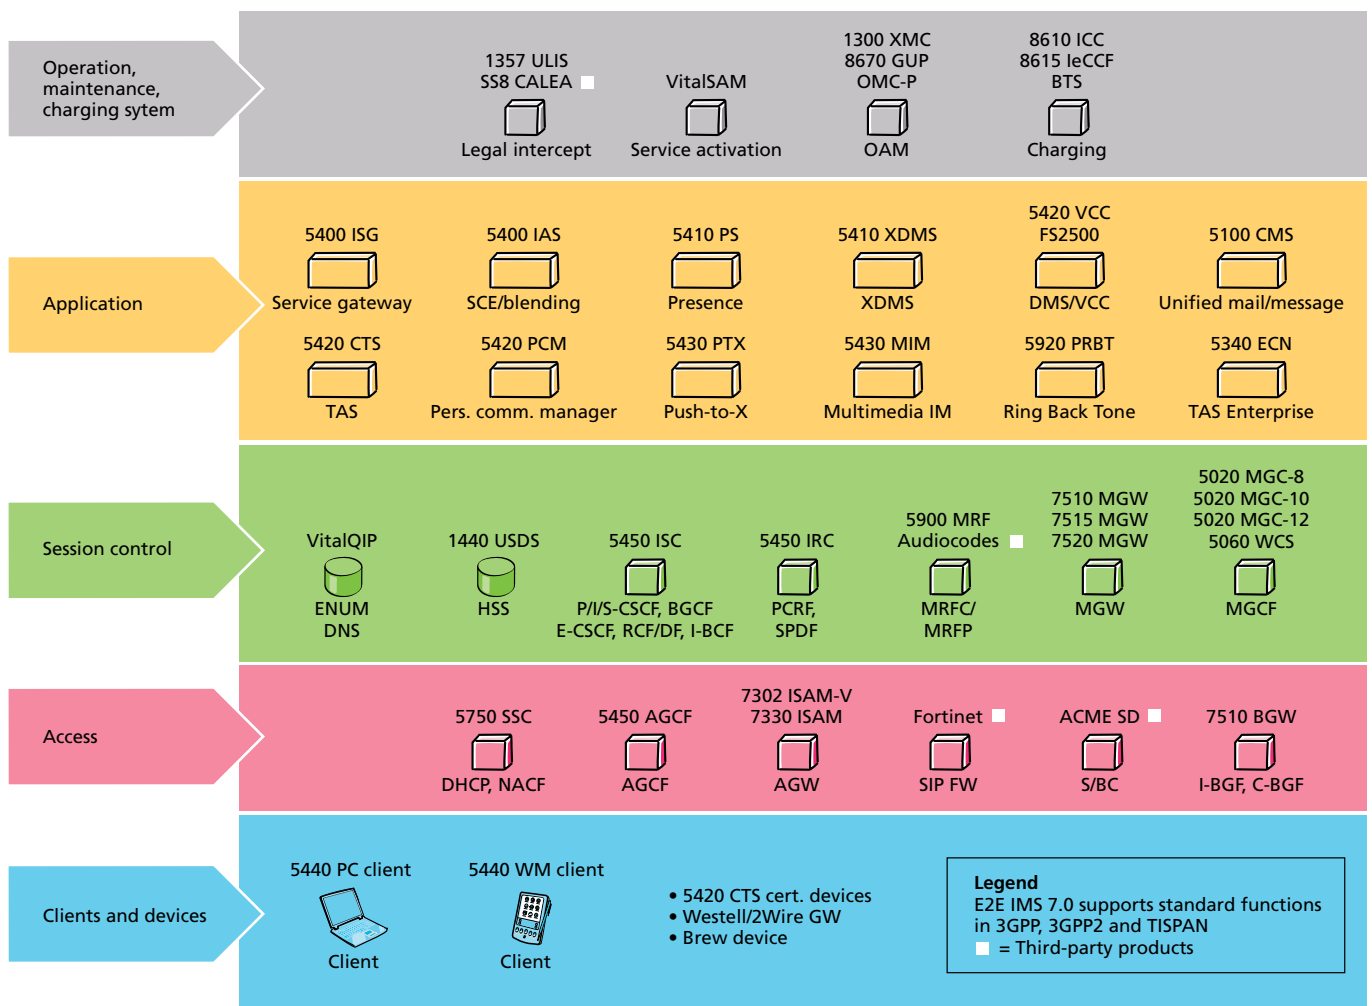 Operation,
maintenance,
charging sytem
1357 ULIS
SS8 CALEA
Legal intercept
VitalSAM
Service activation
1300 XMC
8670 GUP
OMC-P
OAM
8610 ICC
8615 IeCCF
BTS
Charging
Application
5400 ISG
Service gateway
5400 IAS
SCE/blending
5410 PS
Presence
5410 XDMS
XDMS
5420 VCC
FS2500
DMS/VCC
5100 CMS
Unified mail/message
5420 CTS
TAS
5420 PCM
Pers. comm. manager
5430 PTX
Push-to-X
5430 MIM
Multimedia IM
5920 PRBT
Ring Back Tone
5340 ECN
TAS Enterprise
Session control
VitalQIP
ENUM
DNS
1440 USDS
HSS
5450 ISC
P/I/S-CSCF, BGCF
E-CSCF, RCF/DF, I-BCF
5450 IRC
PCRF,
SPDF
5900 MRF
Audiocodes
MRFC/
MRFP
7510 MGW
7515 MGW
7520 MGW
MGW
5020 MGC-8
5020 MGC-10
5020 MGC-12
5060 WCS
MGCF
Access
5750 SSC
DHCP, NACF
5450 AGCF
AGCF
7302 ISAM-V
7330 ISAM
AGW
Fortinet
SIP FW
ACME SD
S/BC
7510 BGW
I-BGF, C-BGF
Clients and devices
5440 PC client
Client
5440 WM client
Client
• 5420 CTS cert. devices
• Westell/2Wire GW
• Brew device
Legend
E2E IMS 7.0 supports standard functions
in 3GPP, 3GPP2 and TISPAN
= Third-party products